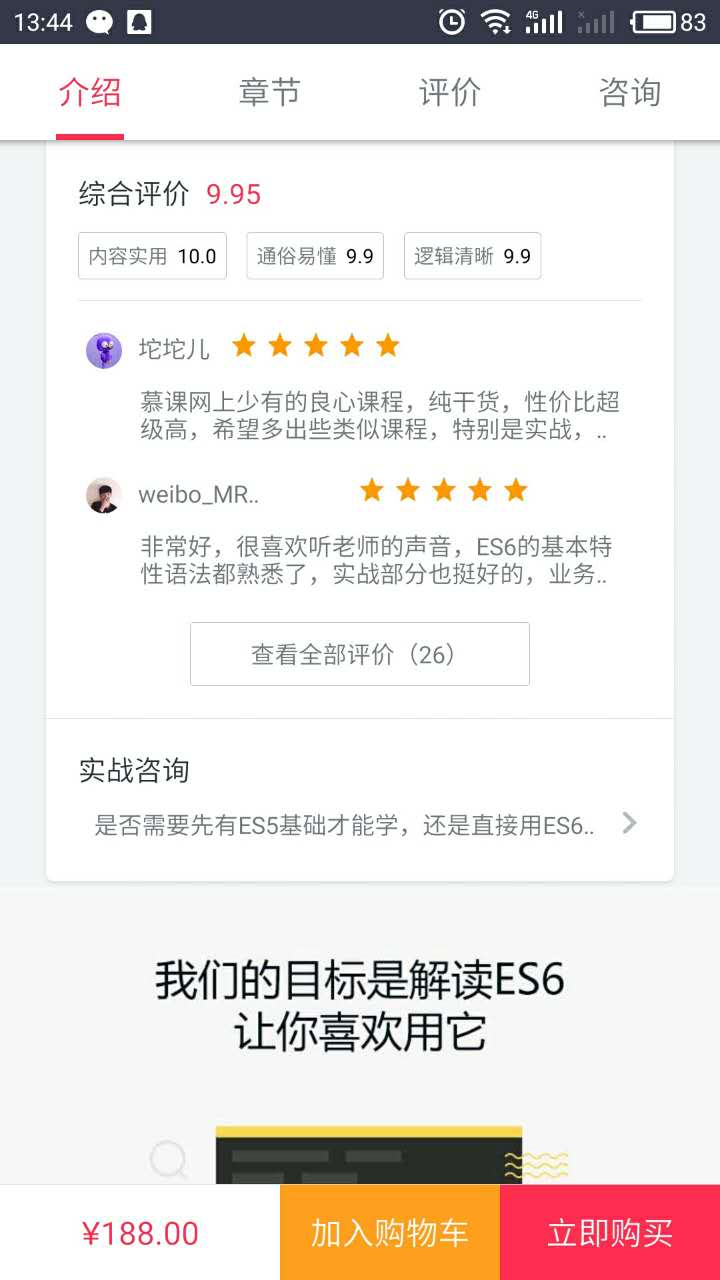 13:44
4G
83
介绍
章节
评价
咨询
综合评价 9.95
内容实用 10.0
通俗易懂 9.9
逻辑清晰 9.9
坨坨儿
慕课网上少有的良心课程，纯干货，性价比超
级高，希望多出些类似课程，特别是实战，..
weibo_MR..
非常好，很喜欢听老师的声音，ES6的基本特
性语法都熟悉了，实战部分也挺好的，业务..
查看全部评价（26）
实战咨询
是否需要先有ES5基础才能学，还是直接用ES6..
我们的目标是解读ES6
让你喜欢用它
¥188.00
加入购物车
立即购买